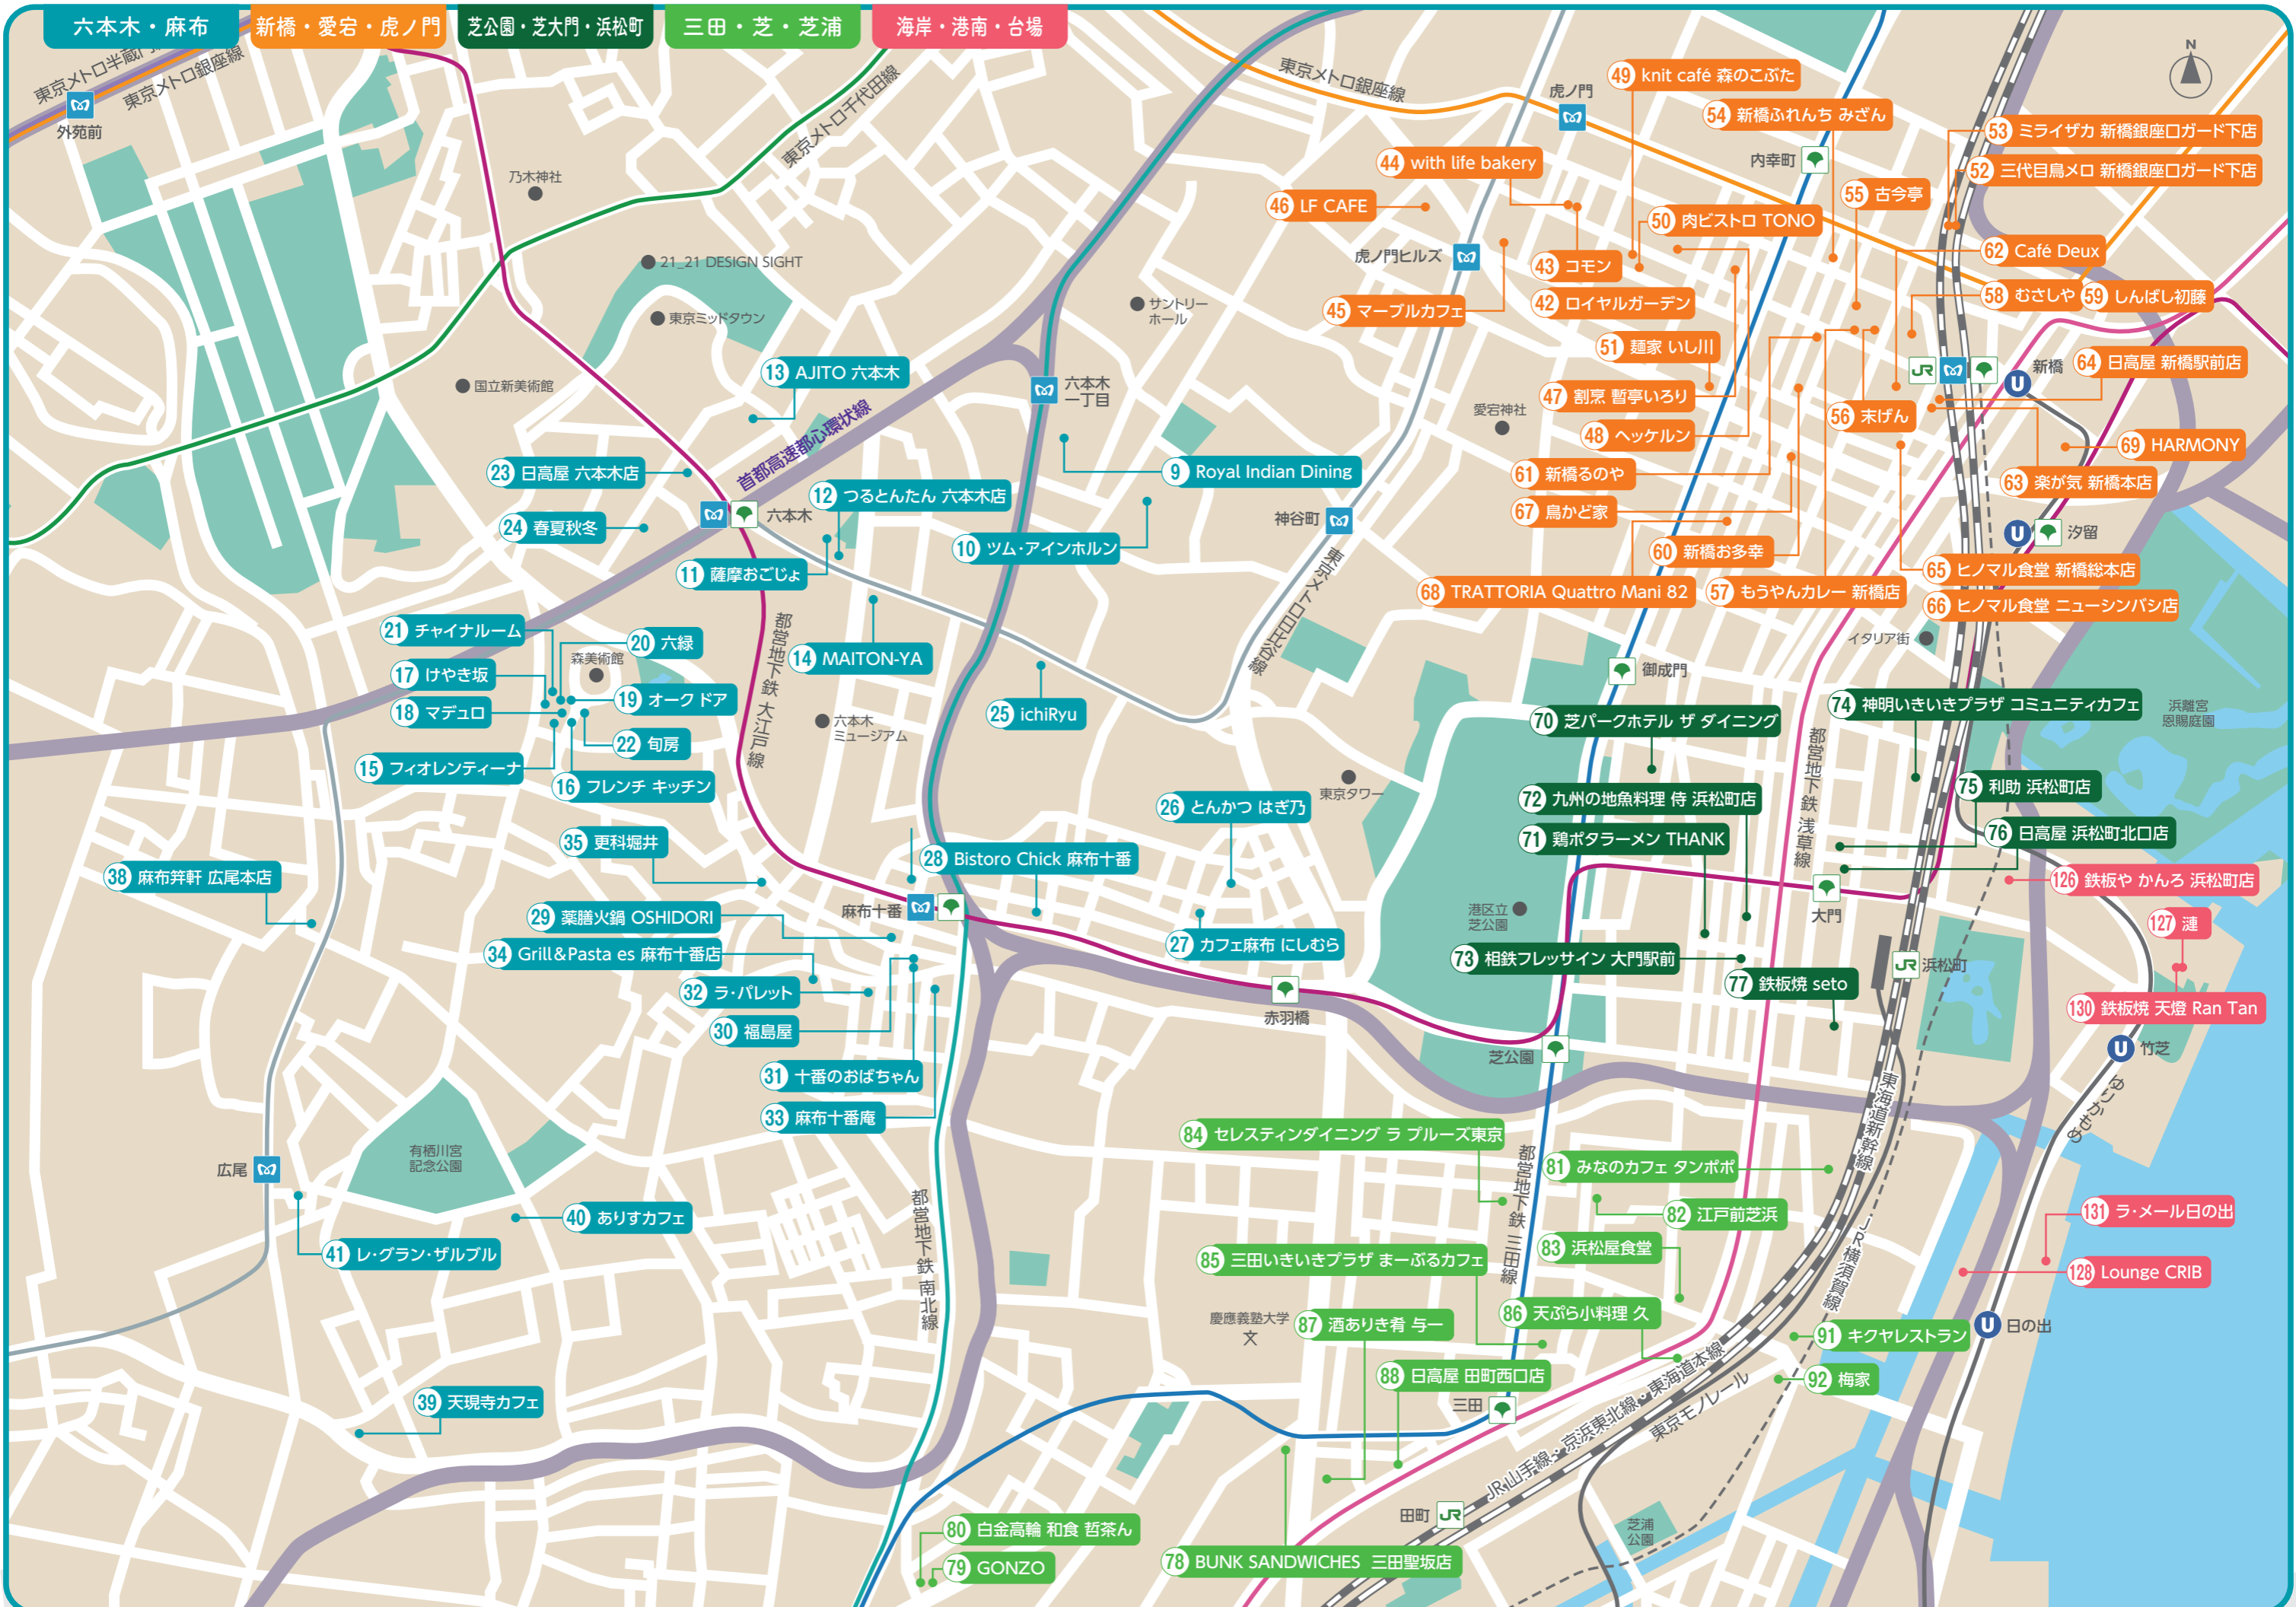 六本木・麻布
新橋・愛宕・虎ノ門
芝公園・芝大門・浜松町
三田・芝・芝浦
海岸・港南・台場
N
東京メトロ銀座線
外苑前
東京メトロ千代田線
乃木神社
21_21 DESIGN SIGHT
東京ミッドタウン
国立新美術館
サントリー
ホール
東京メトロ銀座線
虎ノ門
内幸町
虎ノ門ヒルズ
愛宕神社
49 knit café 森のこぶた
54 新橋ふれんち みざん
53 ミライザカ 新橋銀座口ガード下店
44 with life bakery
52 三代目鳥メロ 新橋銀座口ガード下店
55 古今亭
46 LF CAFE
50 肉ビストロ TONO
62 Café Deux
43 コモン
42 ロイヤルガーデン
58 むさしや
59 しんばし初藤
45 マーブルカフェ
51 麺家 いし川
JR
新橋
64 日高屋 新橋駅前店
47 割烹 暫亭いろり
56 末げん
48 ヘッケルン
69 HARMONY
61 新橋るのや
63 楽が気 新橋本店
67 鳥かど家
汐留
60 新橋お多幸
65 ヒノマル食堂 新橋総本店
68 TRATTORIA Quattro Mani 82
57 もうやんカレー 新橋店
66 ヒノマル食堂 ニューシンバシ店
イタリア街
13 AJITO 六本木
六本木
一丁目
首都高速都心環状線
23 日高屋 六本木店
9 Royal Indian Dining
12 つるとんたん 六本木店
24 春夏秋冬
六本木
神谷町
10 ツム・アインホルン
11 薩摩おごじょ
東京メトロ日比谷線
21 チャイナルーム
20 六緑
都営地下鉄 大江戸線
14 MAITON-YA
森美術館
17 けやき坂
19 オーク ドア
18 マデュロ
六本木
ミュージアム
25 ichiRyu
22 旬房
15 フィオレンティーナ
16 フレンチ キッチン
御成門
浜離宮
恩賜庭園
70 芝パークホテル ザ ダイニング
74 神明いきいきプラザ コミュニティカフェ
都営地下鉄 浅草線
東京タワー
75 利助 浜松町店
72 九州の地魚料理 侍 浜松町店
76 日高屋 浜松町北口店
71 鶏ポタラーメン THANK
26 とんかつ はぎ乃
35 更科堀井
28 Bistoro Chick 麻布十番
38 麻布笄軒 広尾本店
126 鉄板や かんろ 浜松町店
麻布十番
29 薬膳火鍋 OSHIDORI
港区立
芝公園
大門
127 漣
27 カフェ麻布 にしむら
34 Grill&Pasta es 麻布十番店
73 相鉄フレッサイン 大門駅前
JR
浜松町
77 鉄板焼 seto
32 ラ・パレット
130 鉄板焼 天燈 Ran Tan
赤羽橋
30 福島屋
芝公園
竹芝
31 十番のおばちゃん
東海道新幹線
ゆりかもめ
33 麻布十番庵
84 セレスティンダイニング ラ プルーズ東京
有栖川宮
記念公園
広尾
都営地下鉄 三田線
81 みなのカフェ タンポポ
40 ありすカフェ
82 江戸前芝浜
131 ラ・メール日の出
都営地下鉄 南北線
83 浜松屋食堂
JR横須賀線
41 レ・グラン・ザルブル
85 三田いきいきプラザ まーぶるカフェ
128 Lounge CRIB
86 天ぷら小料理 久
慶應義塾大学
文
87 酒ありき肴 与一
日の出
91 キクヤレストラン
88 日高屋 田町西口店
92 梅家
39 天現寺カフェ
三田
JR山手線・京浜東北線・東海道本線
東京モノレール
田町
JR
芝浦
公園
80 白金高輪 和食 哲茶ん
79 GONZO
78 BUNK SANDWICHES 三田聖坂店